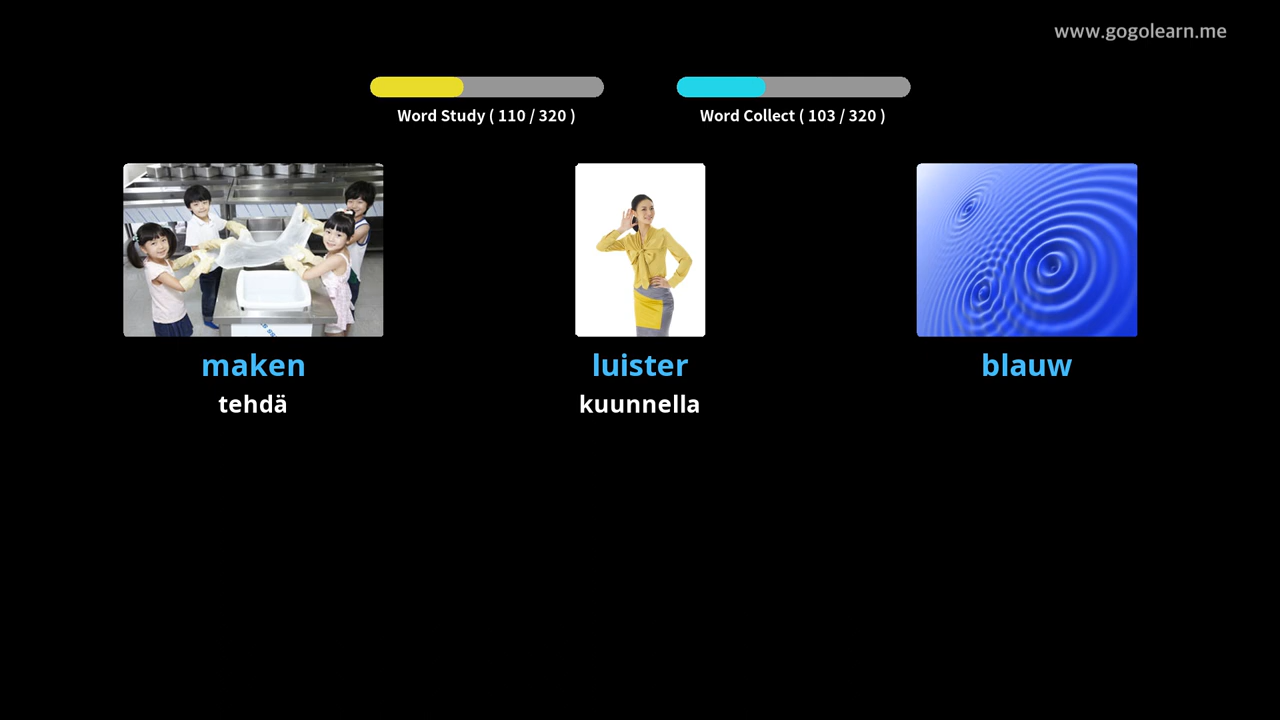 www.gogolearn.me
Word Study ( 110 / 320 )
Word Collect ( 103 / 320 )
maken
tehdä
luister
kuunnella
blauw